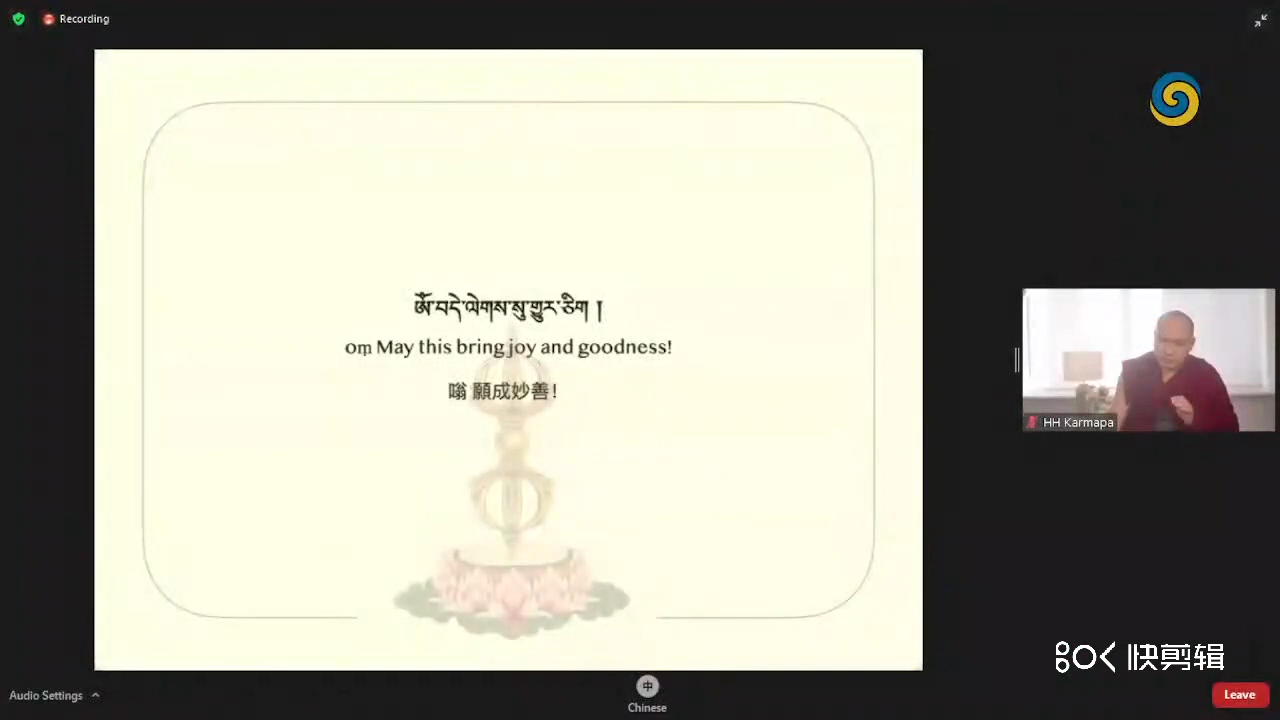 Recording
ༀ་བདེ་ལེགས་སུ་གྱུར་ཅིག །
oṃ May this bring joy and goodness!
嗡 願成妙善!
HH Karmapa
快剪辑
Audio Settings
中
Chinese
Leave